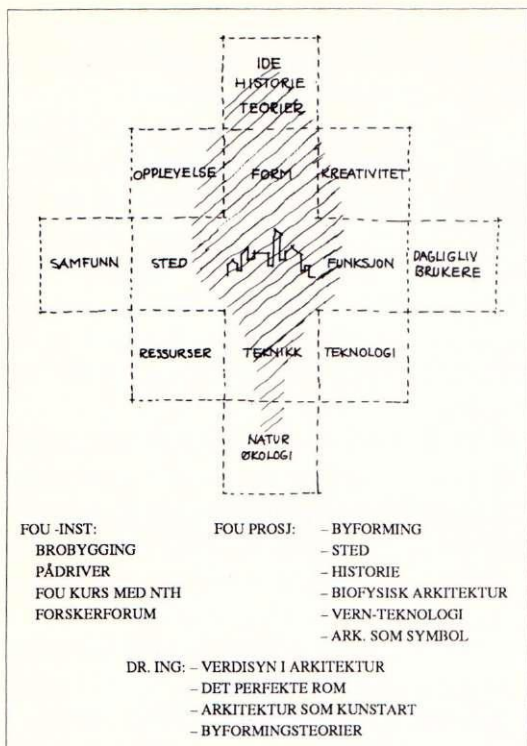 IDE
HISTORIE
TEORIER
OPPLEVELSE FORM KREATIVITET
SAMFUNN STED FUNKSJON DAGLIGLIV
BRUKERE
RESSURSER TEKNIKK TEKNOLOGI
NATUR
ØKOLOGI
FOU -INST: FOU PROSJ: – BYFORMING
BROBYGGING – STED
PÅDRIVER – HISTORIE
FOU KURS MED NTH – BIOFYSISK ARKITEKTUR
FORSKERFORUM – VERN-TEKNOLOGI
– ARK. SOM SYMBOL
DR. ING: – VERDISYN I ARKITEKTUR
– DET PERFEKTE ROM
– ARKITEKTUR SOM KUNSTART
– BYFORMINGSTEORIER